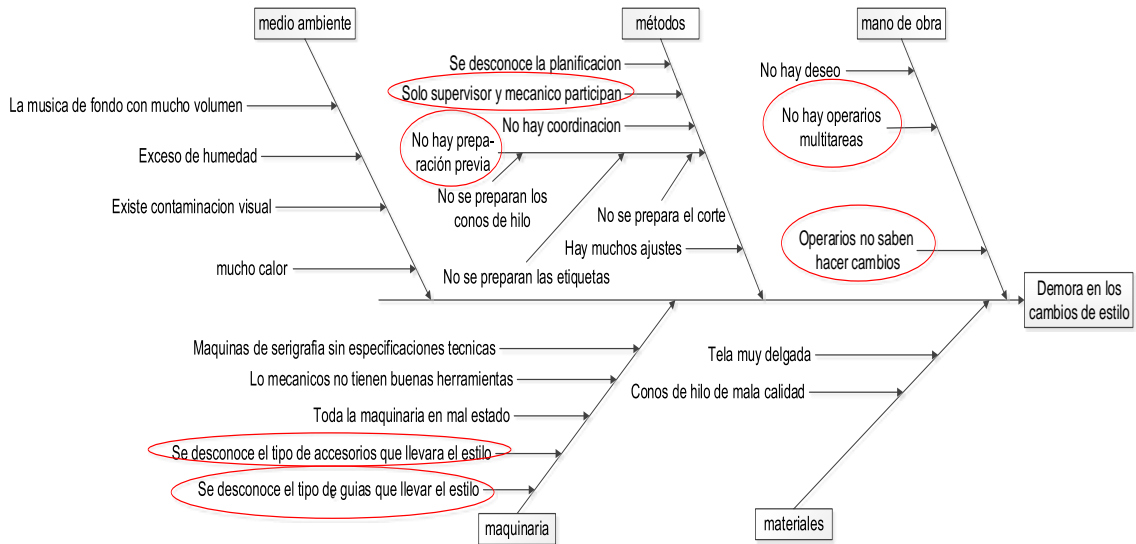 medio ambiente
La musica de fondo con mucho volumen
Exceso de humedad
Existe contaminacion visual
mucho calor
métodos
Se desconoce la planificacion
Solo supervisor y mecanico participan
No hay coordinacion
No hay prepa-
ración previa
No se preparan los
conos de hilo
No se preparan las etiquetas
No se prepara el corte
Hay muchos ajustes
mano de obra
No hay deseo
No hay operarios
multitareas
Operarios no saben
hacer cambios
Demora en los
cambios de estilo
Maquinas de serigrafia sin especificaciones tecnicas
Lo mecanicos no tienen buenas herramientas
Toda la maquinaria en mal estado
Se desconoce el tipo de accesorios que llevara el estilo
Se desconoce el tipo de guias que llevar el estilo
maquinaria
Tela muy delgada
Conos de hilo de mala calidad
materiales